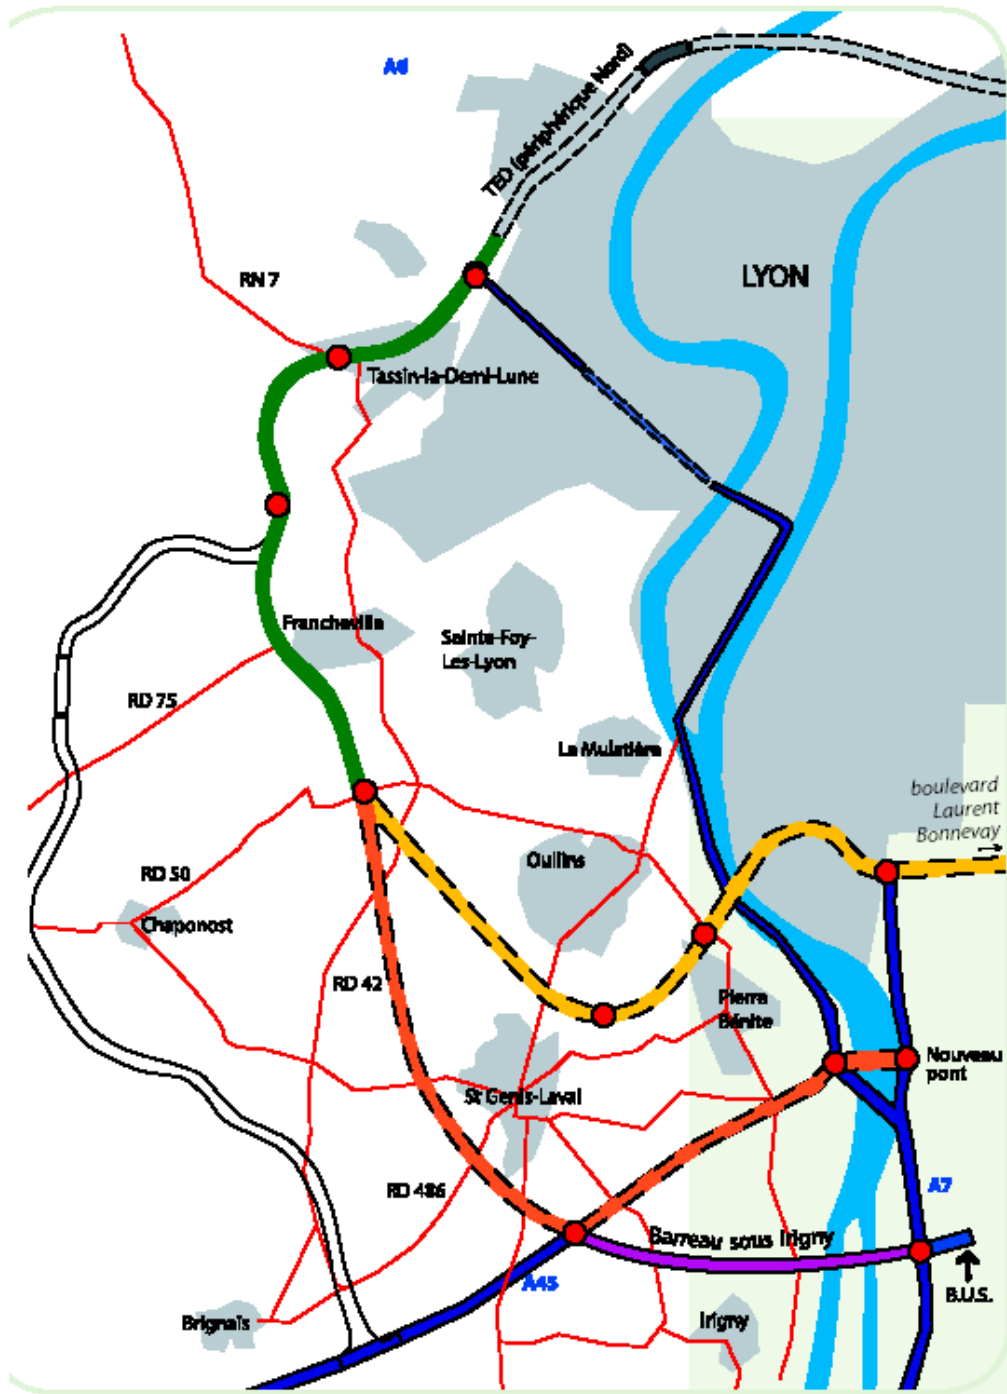 A6
TEO (périphérique Nord)
RN 7
LYON
Tassin-la-Demi-Lune
Francheville
Sainte-Foy-
Les-Lyon
RD 75
La Mulatière
boulevard
Laurent
Bonnevay
Oullins
RD 50
Chaponost
RD 42
Pierre
Bénite
Nouveau
pont
St Genis-Laval
RD 486
A7
Barreau sous Irigny
A45
B.U.S.
Brignais
Irigny